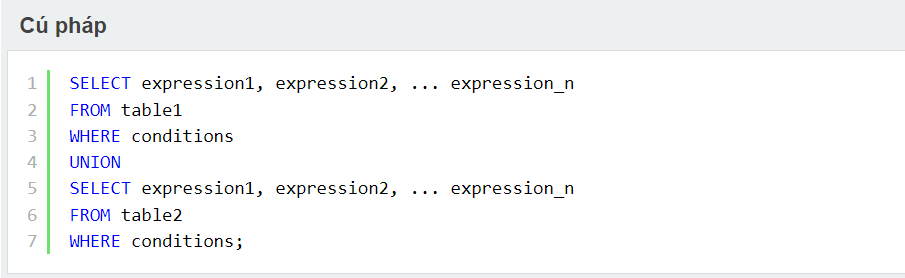 Cú pháp
1 SELECT expression1, expression2, ... expression_n
2 FROM table1
3 WHERE conditions
4 UNION
5 SELECT expression1, expression2, ... expression_n
6 FROM table2
7 WHERE conditions;